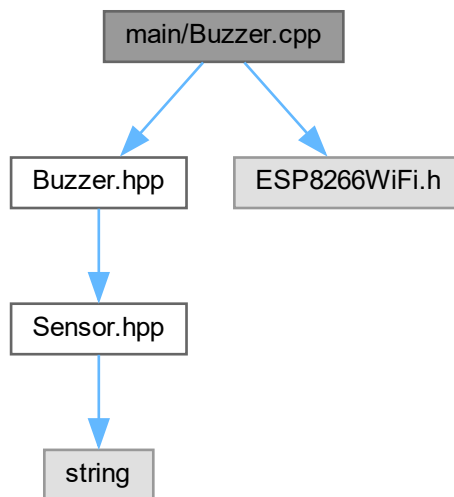 main/Buzzer.cpp
Buzzer.hpp
ESP8266WiFi.h
Sensor.hpp
string